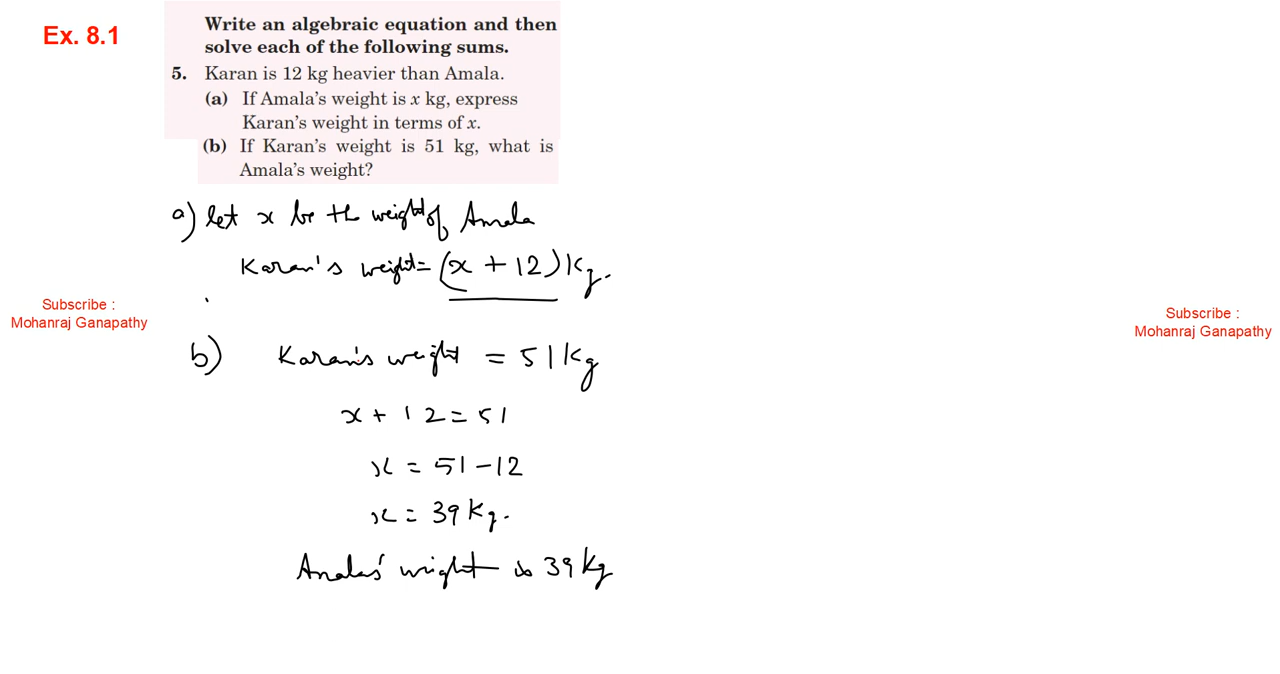 Ex. 8.1
Write an algebraic equation and then
solve each of the following sums.
5. Karan is 12 kg heavier than Amala.
(a) If Amala's weight is x kg, express
Karan's weight in terms of x.
(b) If Karan's weight is 51 kg, what is
Amala's weight?
a) let x be the weight of Amala
Karan's weight = (x + 12) Kg.
Subscribe :
Mohanraj Ganapathy
Subscribe :
Mohanraj Ganapathy
b) Karan's weight = 51 kg
x + 12 = 51
x = 51 - 12
x = 39 Kg.
Amalas' weight is 39 kg